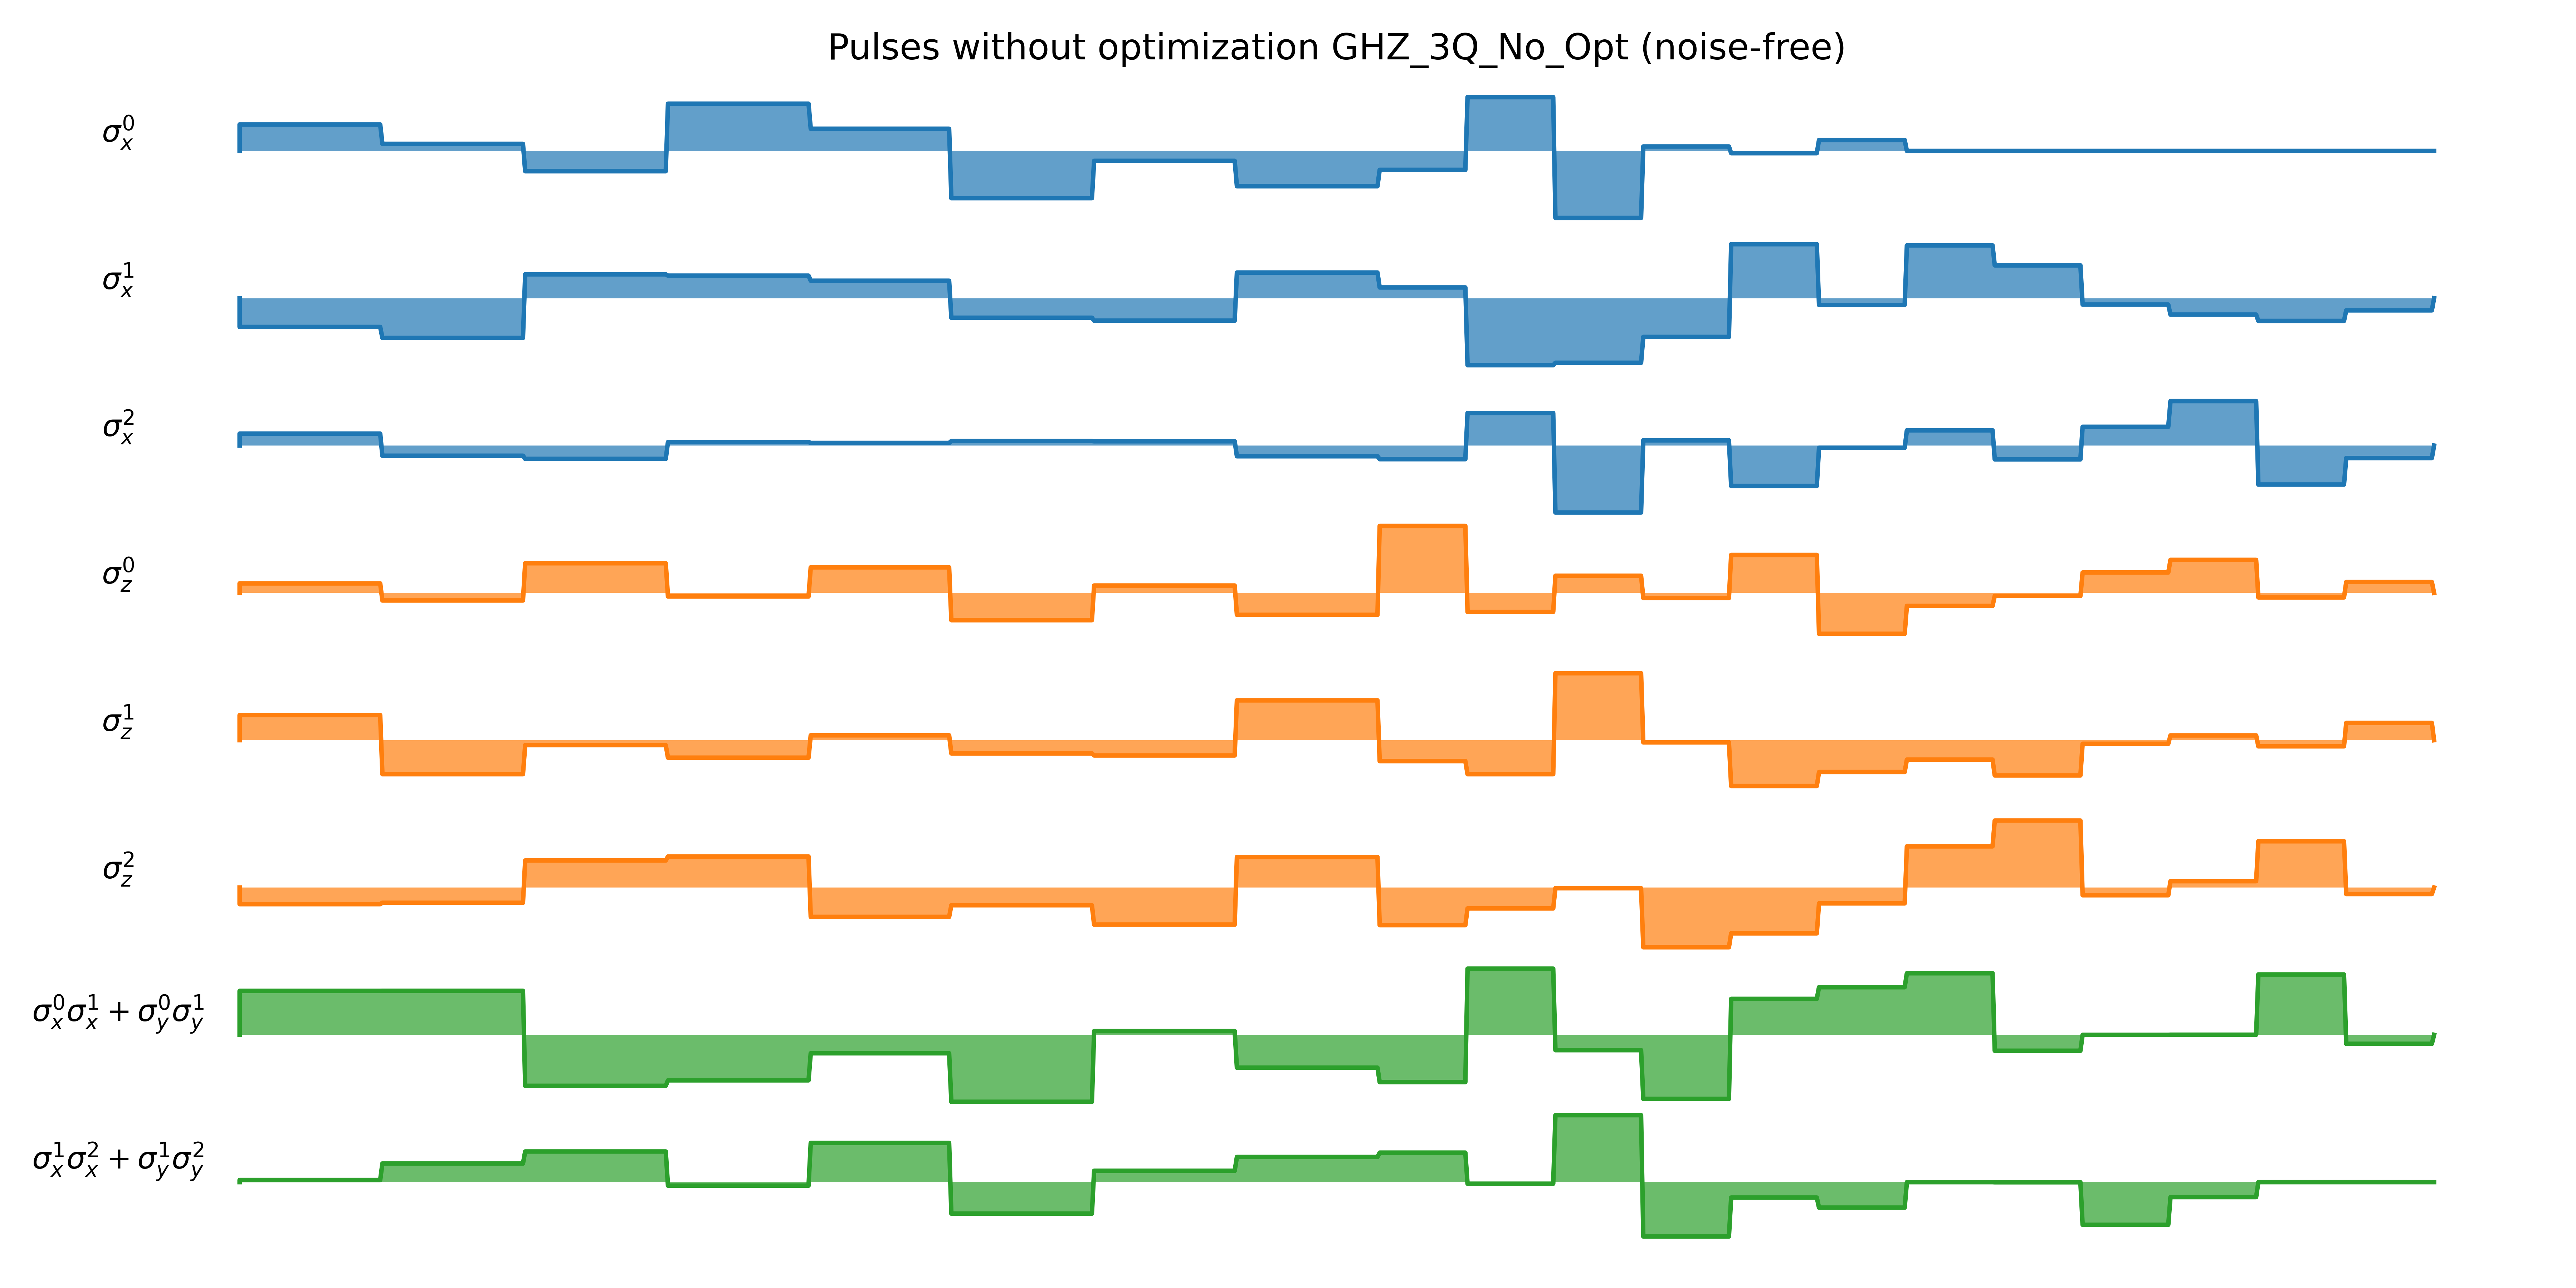 Pulses without optimization GHZ_3Q_No_Opt (noise-free)
σ_x^0
σ_x^1
σ_x^2
σ_z^0
σ_z^1
σ_z^2
σ_x^0σ_x^1 + σ_y^0σ_y^1
σ_x^1σ_x^2 + σ_y^1σ_y^2